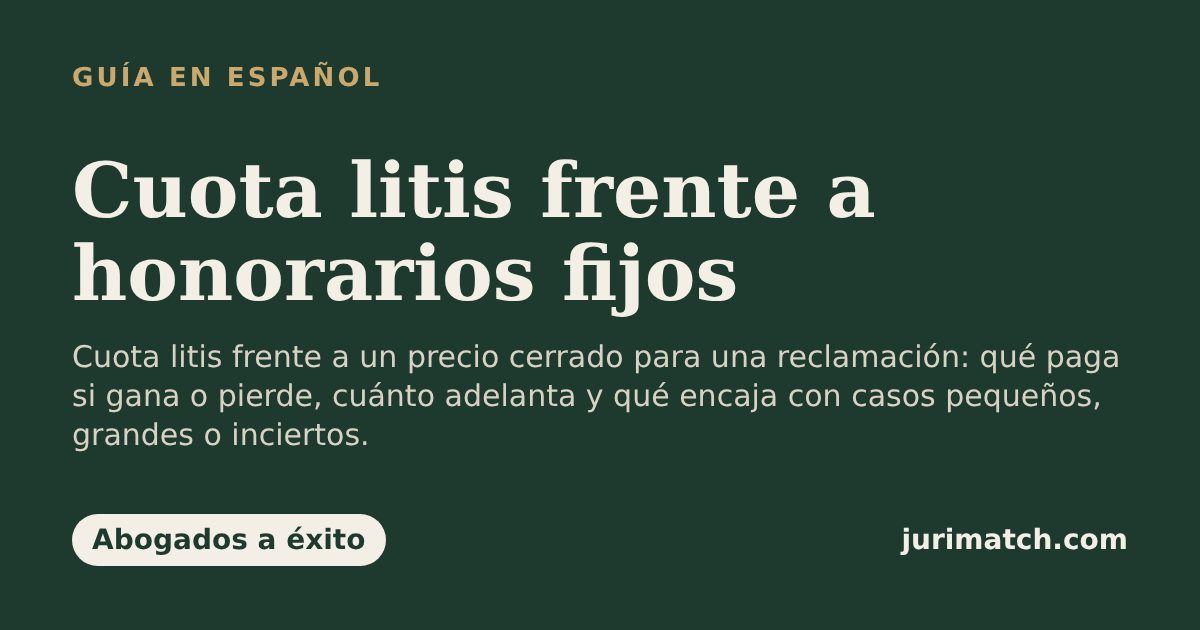 GUÍA EN ESPAÑOL
Cuota litis frente a
honorarios fijos
Cuota litis frente a un precio cerrado para una reclamación: qué paga
si gana o pierde, cuánto adelanta y qué encaja con casos pequeños,
grandes o inciertos.
Abogados a éxito
jurimatch.com